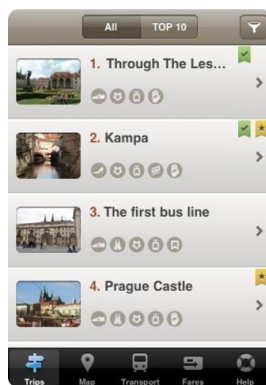 All TOP 10
1. Through The Les...
2. Kampa
3. The first bus line
4. Prague Castle
Trips Map Transport Fares Help